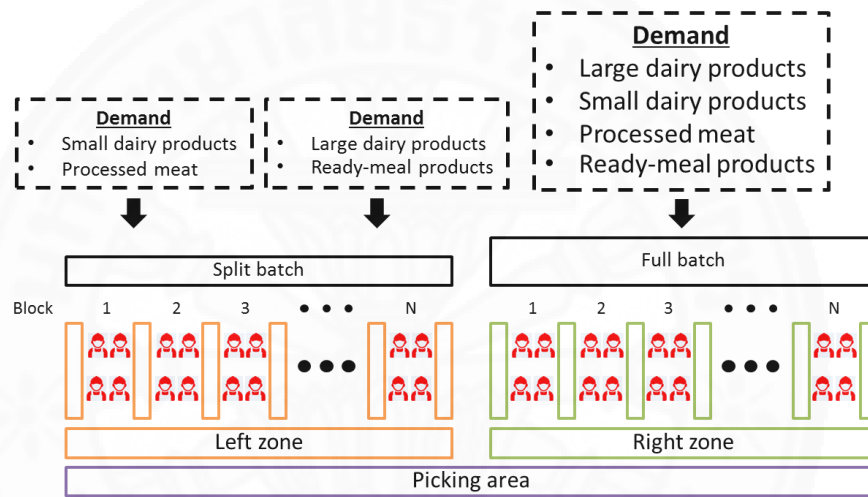 Demand
• Large dairy products
• Small dairy products
• Processed meat
• Ready-meal products
Demand
• Small dairy products
• Processed meat
Demand
• Large dairy products
• Ready-meal products
Split batch
Full batch
Block 1 2 3 • • • N
1 2 3 • • • N
Left zone
Right zone
Picking area